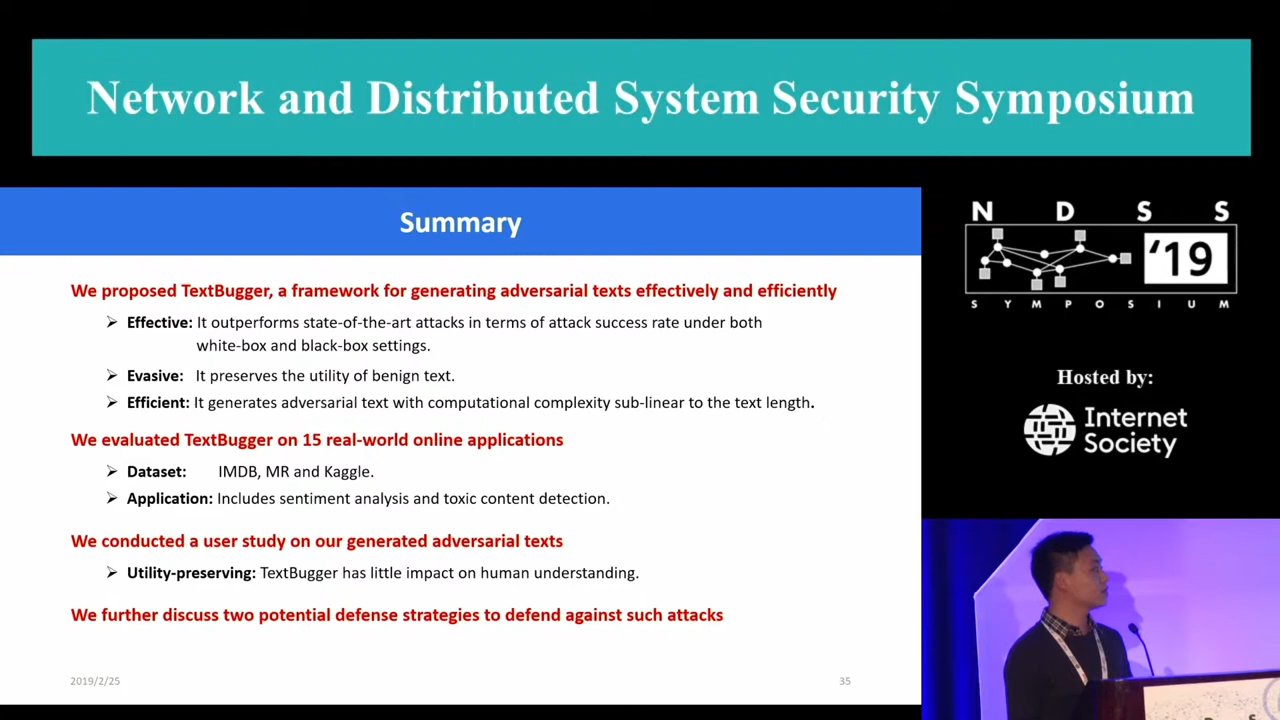 Network and Distributed System Security Symposium
Summary
We proposed TextBugger, a framework for generating adversarial texts effectively and efficiently
➢ Effective: It outperforms state-of-the-art attacks in terms of attack success rate under both
white-box and black-box settings.
➢ Evasive: It preserves the utility of benign text.
➢ Efficient: It generates adversarial text with computational complexity sub-linear to the text length.
We evaluated TextBugger on 15 real-world online applications
➢ Dataset: IMDB, MR and Kaggle.
➢ Application: Includes sentiment analysis and toxic content detection.
We conducted a user study on our generated adversarial texts
➢ Utility-preserving: TextBugger has little impact on human understanding.
We further discuss two potential defense strategies to defend against such attacks
2019/2/25
35
N D S S
'19
S Y M P O S I U M
Hosted by:
Internet
Society